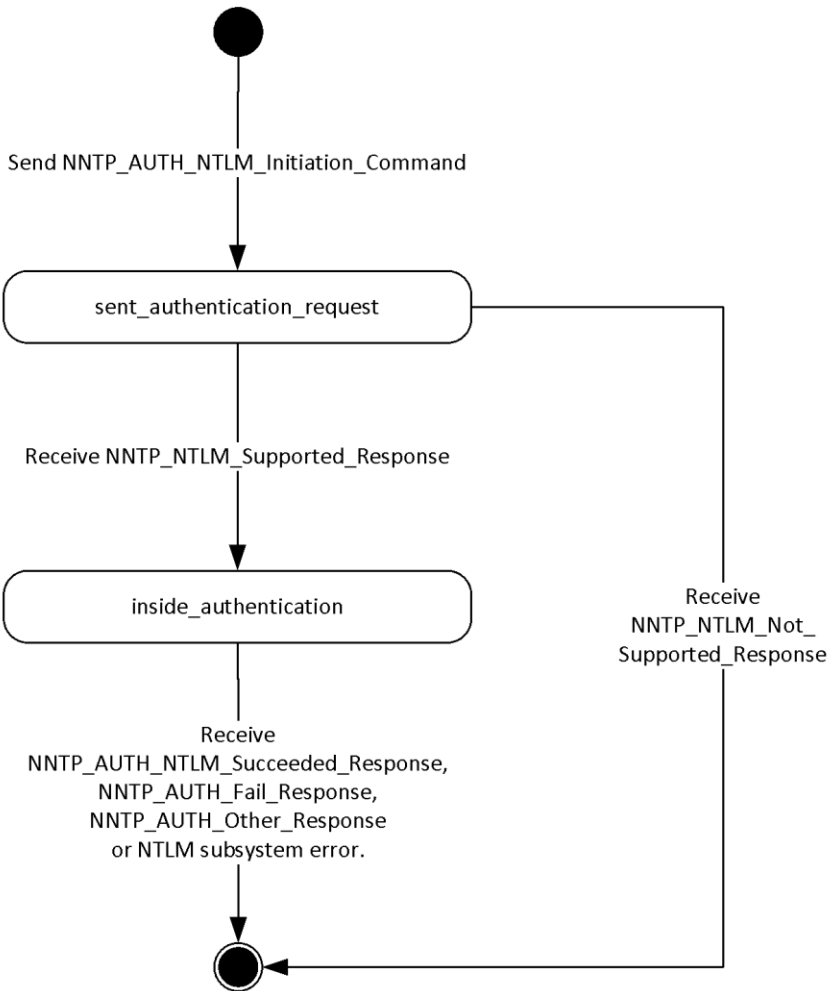 Send NNTP_AUTH_NTLM_Initiation_Command
sent_authentication_request
Receive NNTP_NTLM_Supported_Response
inside_authentication
Receive
NNTP_NTLM_Not_
Supported_Response
Receive
NNTP_AUTH_NTLM_Succeeded_Response,
NNTP_AUTH_Fail_Response,
NNTP_AUTH_Other_Response
or NTLM subsystem error.